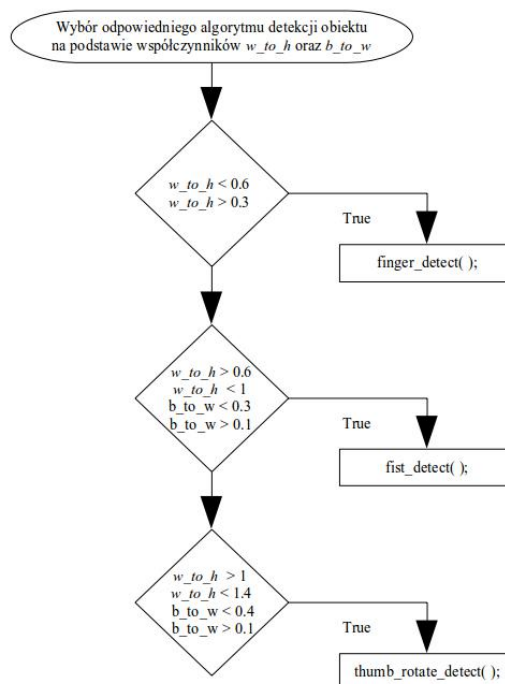 Wybór odpowiedniego algorytmu detekcji obiektu
na podstawie współczynników w_to_h oraz b_to_w
w_to_h < 0.6
w_to_h > 0.3
True
finger_detect( );
w_to_h > 0.6
w_to_h < 1
b_to_w < 0.3
b_to_w > 0.1
True
fist_detect( );
w_to_h > 1
w_to_h < 1.4
b_to_w < 0.4
b_to_w > 0.1
True
thumb_rotate_detect( );